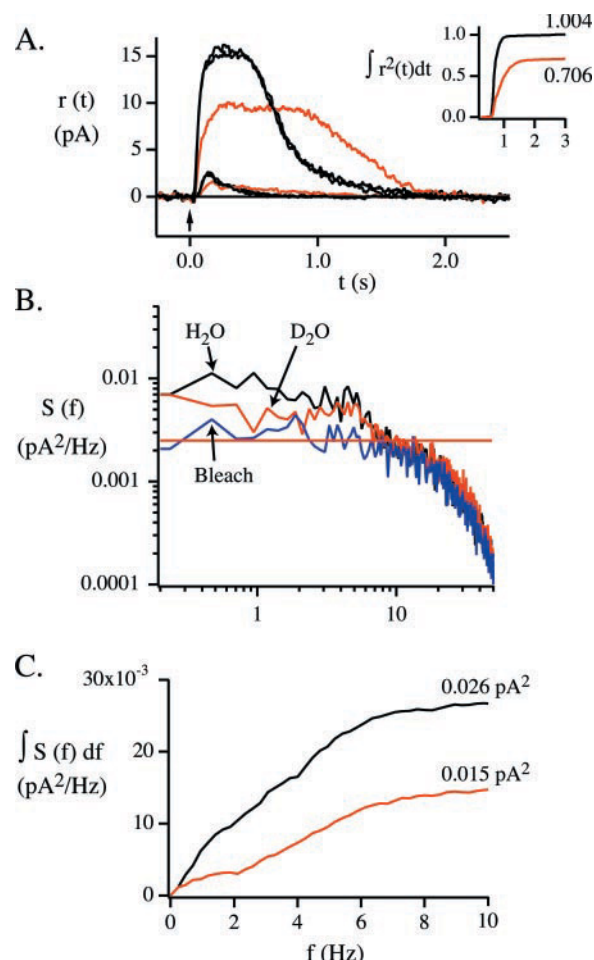 A.
r (t)
(pA)
15
10
5
0
0.0
1.0
2.0
t (s)
∫ r²(t)dt
1.0
0.5
0.0
1
2
3
1.004
0.706
B.
S (f)
(pA²/Hz)
0.01
0.001
0.0001
H₂O
D₂O
Bleach
1
10
C.
∫ S (f) df
(pA²/Hz)
30x10⁻³
20
10
0
0.026 pA²
0.015 pA²
0
2
4
6
8
10
f (Hz)